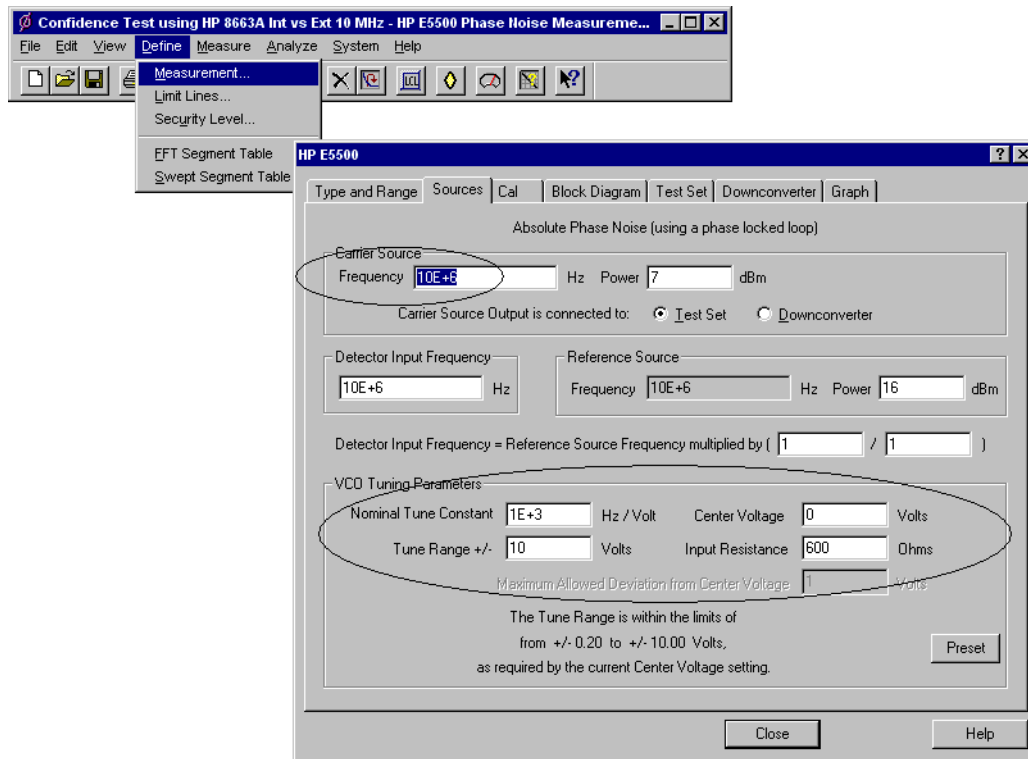 Confidence Test using HP 8663A Int vs Ext 10 MHz - HP E5500 Phase Noise Measureme...
File Edit View Define Measure Analyze System Help
Measurement...
Limit Lines...
Security Level...
FFT Segment Table
Swept Segment Table
HP E5500
Type and Range Sources Cal Block Diagram Test Set Downconverter Graph
Absolute Phase Noise (using a phase locked loop)
Carrier Source
Frequency 10E+6 Hz Power 7 dBm
Carrier Source Output is connected to: Test Set Downconverter
Detector Input Frequency
10E+6 Hz
Reference Source
Frequency 10E+6 Hz Power 16 dBm
Detector Input Frequency = Reference Source Frequency multiplied by ( 1 / 1 )
VCO Tuning Parameters
Nominal Tune Constant 1E+3 Hz / Volt Center Voltage 0 Volts
Tune Range +/- 10 Volts Input Resistance 600 Ohms
Maximum Allowed Deviation from Center Voltage 1 Volts
The Tune Range is within the limits of
from +/- 0.20 to +/- 10.00 Volts,
as required by the current Center Voltage setting.
Preset
Close Help